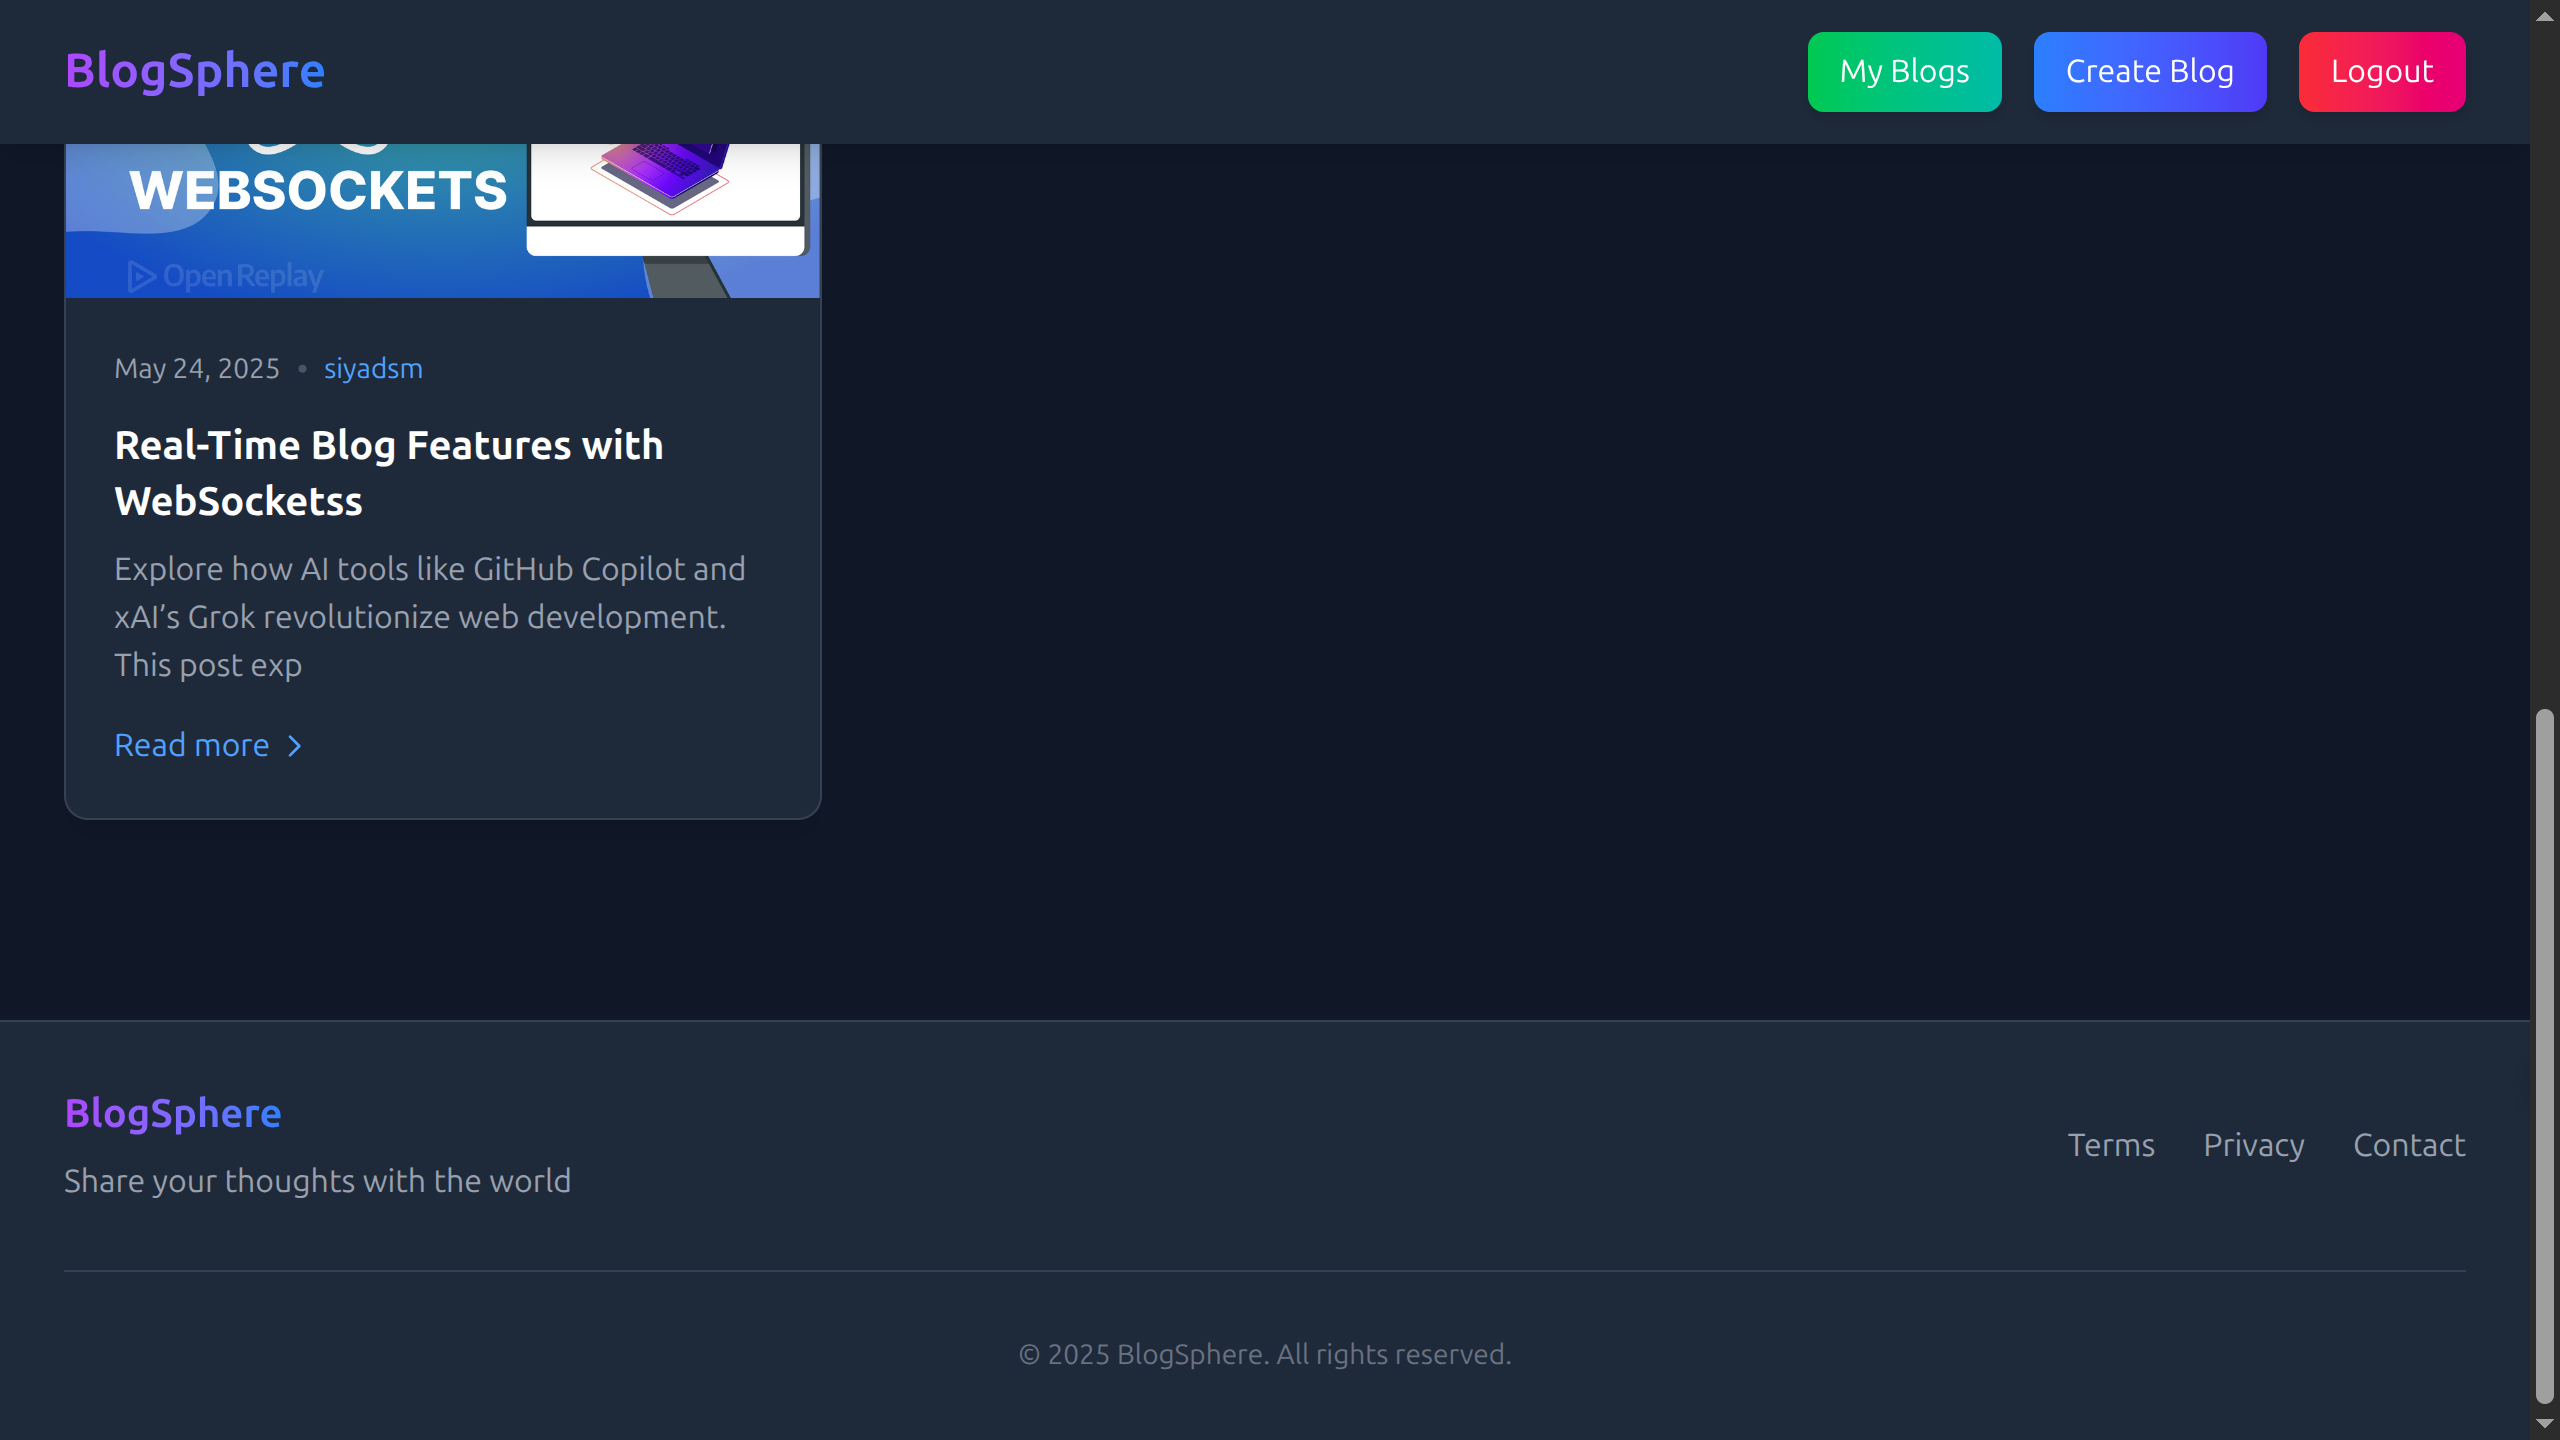 BlogSphere
My Blogs
Create Blog
Logout
WEBSOCKETS
OpenReplay
May 24, 2025 • siyadsm
Real-Time Blog Features with
WebSocketss
Explore how AI tools like GitHub Copilot and
xAI’s Grok revolutionize web development.
This post exp
Read more
BlogSphere
Share your thoughts with the world
Terms
Privacy
Contact
© 2025 BlogSphere. All rights reserved.